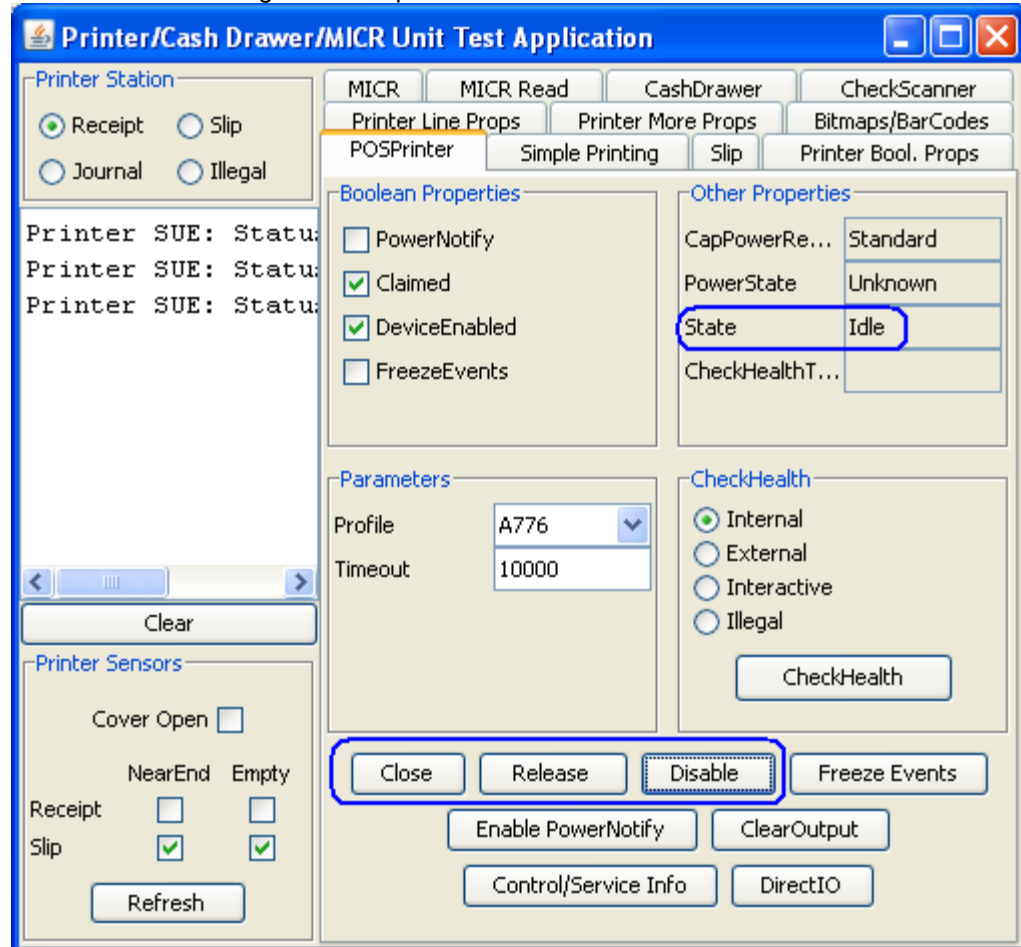 Printer/Cash Drawer/MICR Unit Test Application
Printer Station
Receipt Slip
Journal Illegal
Printer SUE: Statu
Printer SUE: Statu
Printer SUE: Statu
Clear
Printer Sensors
Cover Open
NearEnd Empty
Receipt
Slip
Refresh
MICR MICR Read CashDrawer CheckScanner
Printer Line Props Printer More Props Bitmaps/BarCodes
POSPrinter Simple Printing Slip Printer Bool. Props
Boolean Properties
PowerNotify
Claimed
DeviceEnabled
FreezeEvents
Other Properties
CapPowerRe... Standard
PowerState Unknown
State Idle
CheckHealthT...
Parameters
Profile A776
Timeout 10000
CheckHealth
Internal
External
Interactive
Illegal
CheckHealth
Close Release Disable Freeze Events
Enable PowerNotify ClearOutput
Control/Service Info DirectIO